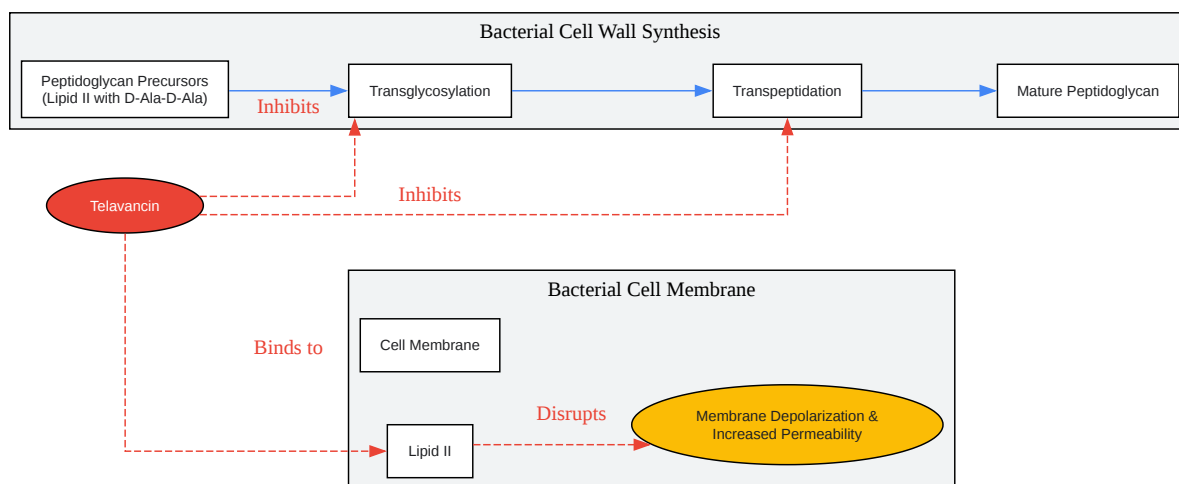 Bacterial Cell Wall Synthesis
Peptidoglycan Precursors
(Lipid II with D-Ala-D-Ala)
Inhibits
Transglycosylation
Transpeptidation
Mature Peptidoglycan
Telavancin
Inhibits
Bacterial Cell Membrane
Binds to
Cell Membrane
Disrupts
Membrane Depolarization &
Increased Permeability
Lipid II